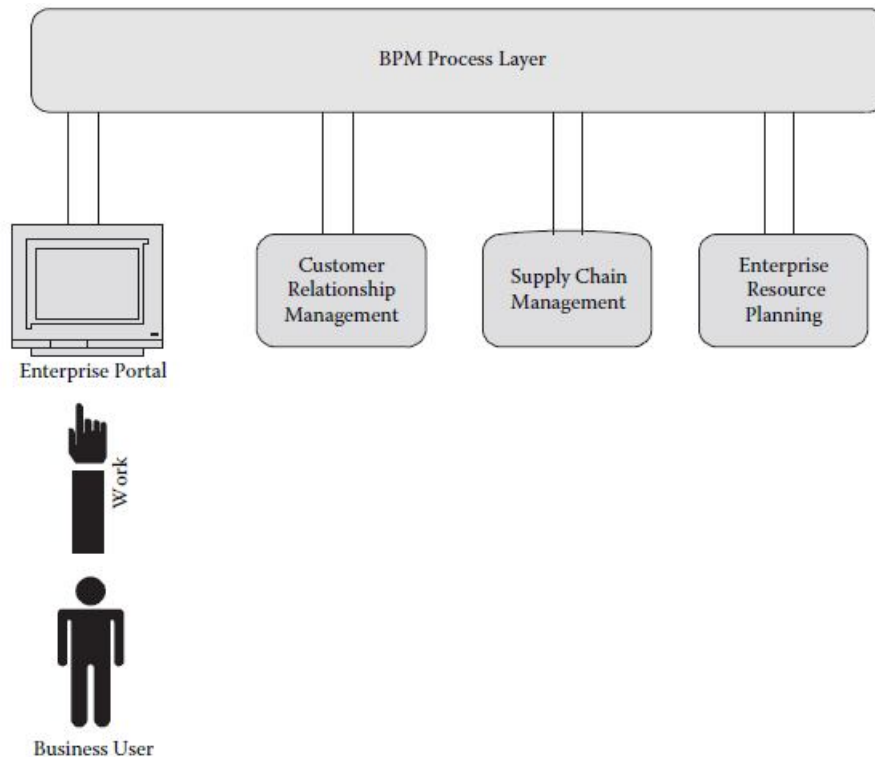 BPM Process Layer
Customer
Relationship
Management
Supply Chain
Management
Enterprise
Resource
Planning
Enterprise Portal
Work
Business User